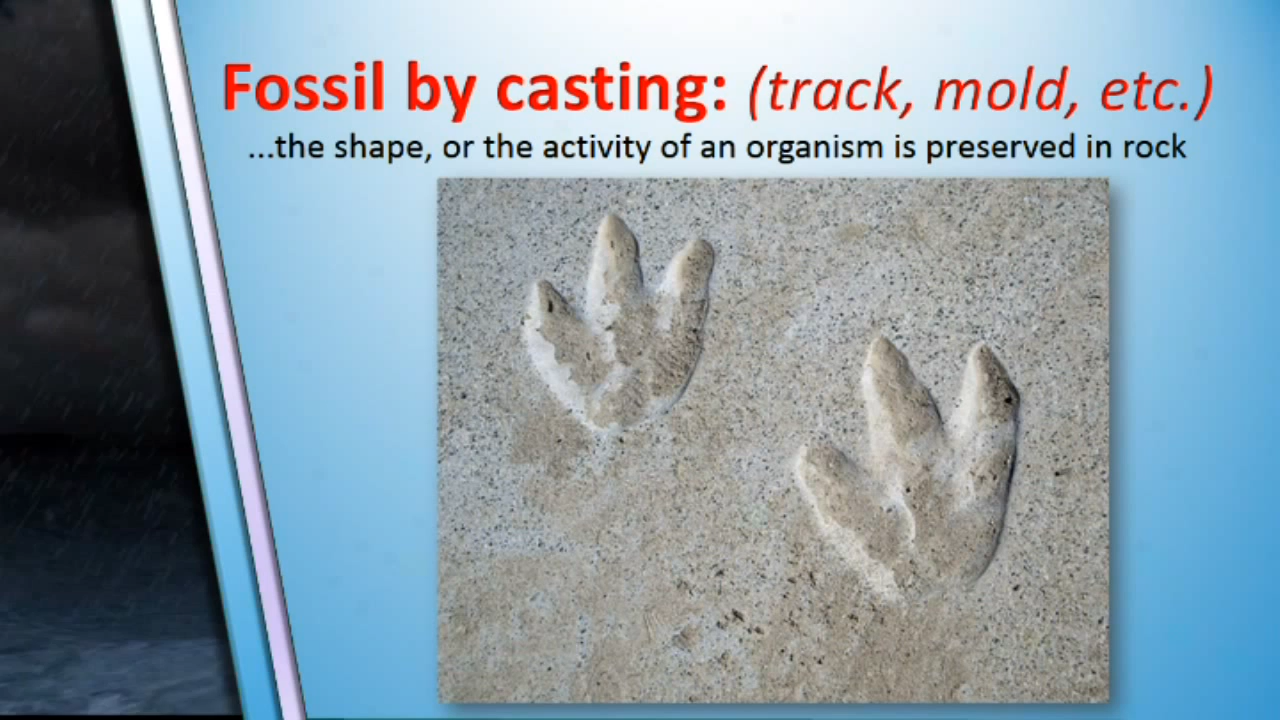 Fossil by casting: (track, mold, etc.)
...the shape, or the activity of an organism is preserved in rock